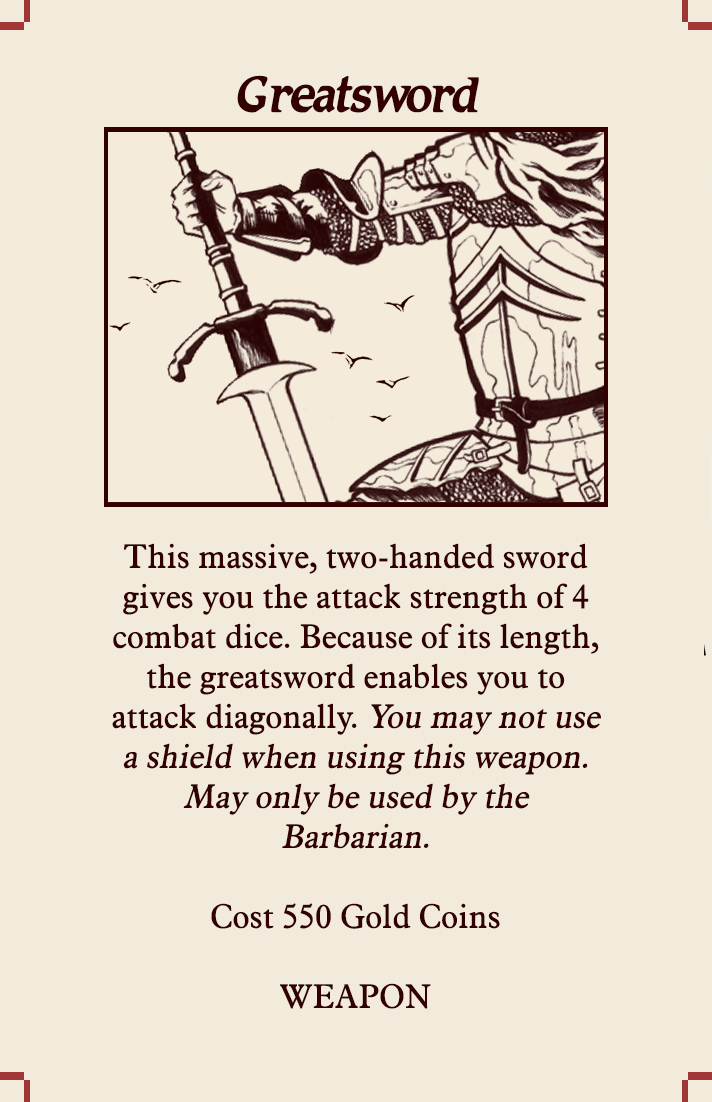 Greatsword
This massive, two-handed sword
gives you the attack strength of 4
combat dice. Because of its length,
the greatsword enables you to
attack diagonally. You may not use
a shield when using this weapon.
May only be used by the
Barbarian.
Cost 550 Gold Coins
WEAPON